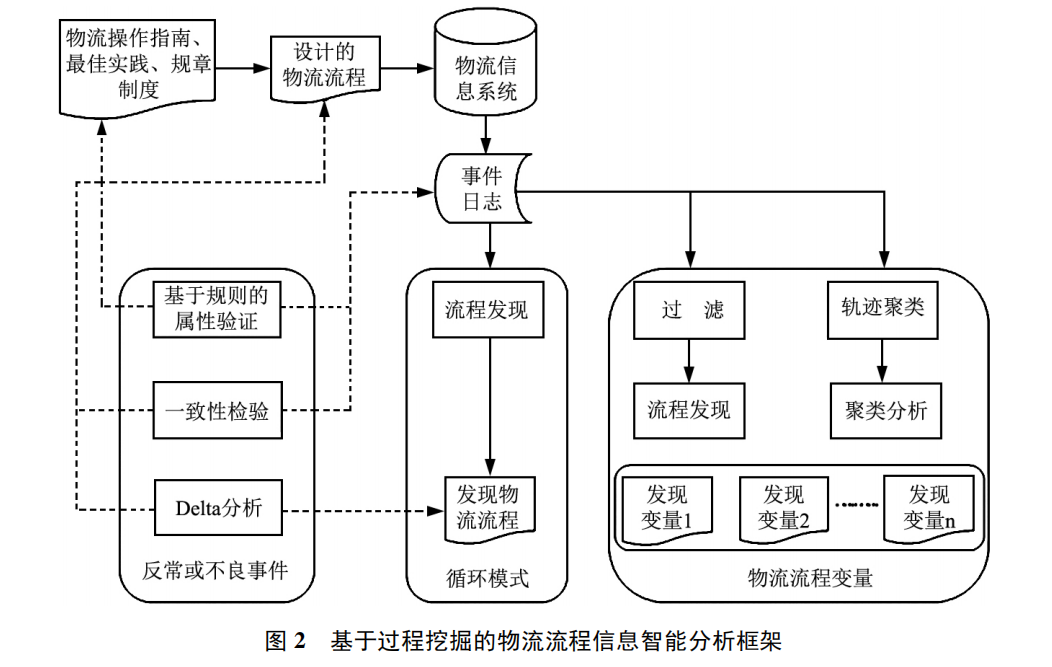 物流操作指南、
最佳实践、规章
制度
设计的
物流流程
物流信
息系统
事件
日志
基于规则的
属性验证
一致性检验
Delta分析
反常或不良事件
流程发现
发现物
流流程
循环模式
过 滤
轨迹聚类
流程发现
聚类分析
发现
变量1
发现
变量2
········
发现
变量n
物流流程变量
图 2 基于过程挖掘的物流流程信息智能分析框架